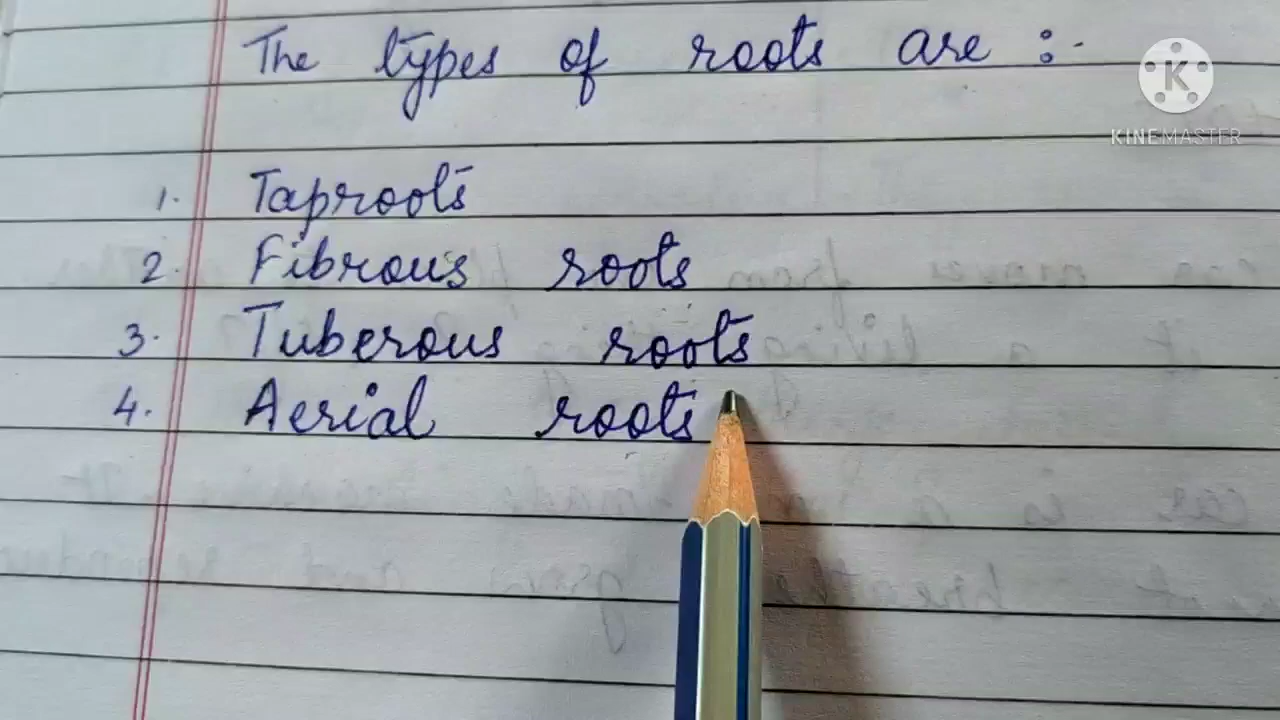 The types of roots are :-
K
KINEMASTER
1. Taproots
2. Fibrous roots
3. Tuberous roots
4. Aerial roots